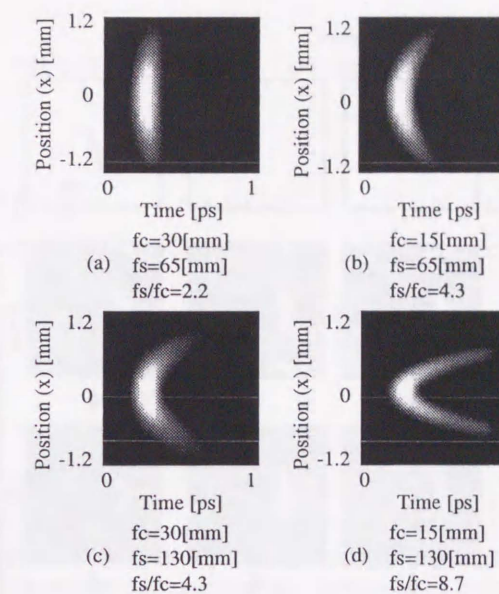 1.2
0
-1.2
Position (x) [mm]
0
1
Time [ps]
(a)
fc=30[mm]
fs=65[mm]
fs/fc=2.2
1.2
0
-1.2
Position (x) [mm]
0
Time [ps]
(b)
fc=15[mm]
fs=65[mm]
fs/fc=4.3
1.2
0
-1.2
Position (x) [mm]
0
1
Time [ps]
(c)
fc=30[mm]
fs=130[mm]
fs/fc=4.3
1.2
0
-1.2
Position (x) [mm]
0
Time [ps]
(d)
fc=15[mm]
fs=130[mm]
fs/fc=8.7